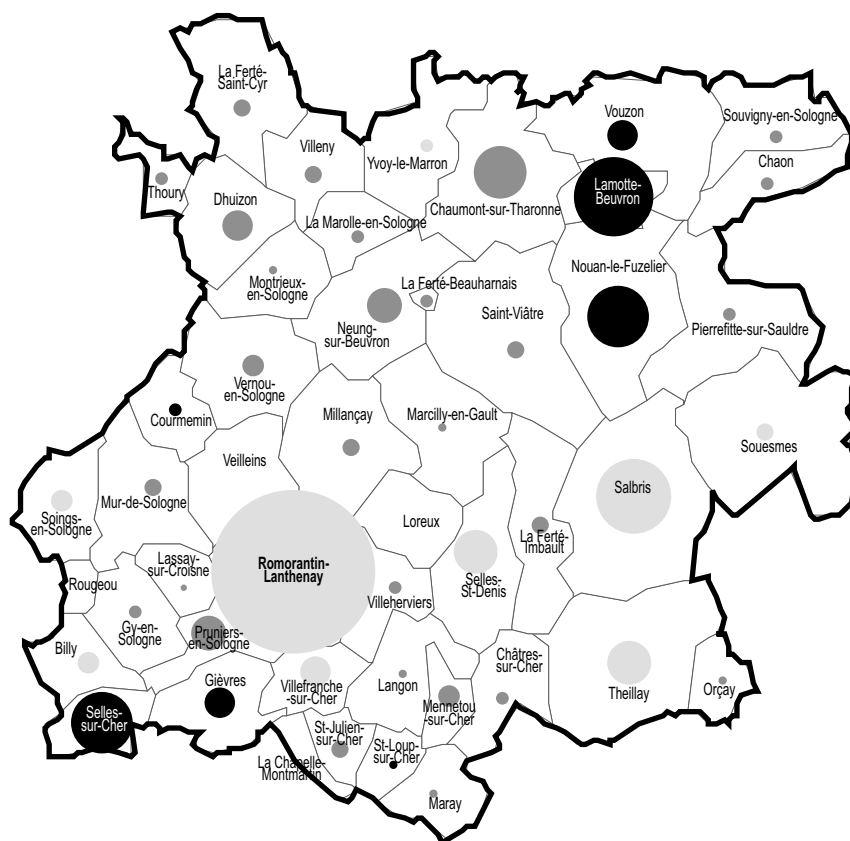 La Ferté-
Saint-Cyr
Vouzon
Souvigny-en-Sologne
Villeny
Yvoy-le-Marron
Chaon
Thoury
Lamotte-
Beuvron
Dhuizon
Chaumont-sur-Tharonne
La Marolle-en-Sologne
Nouan-le-Fuzelier
Montrieux-
en-Sologne
La Ferté-Beauharnais
Saint-Viâtre
Neung-
sur-Beuvron
Pierrefitte-sur-Sauldre
Vernou-
en-Sologne
Courmemin
Millançay
Marcilly-en-Gault
Souesmes
Veilleins
Salbris
Mur-de-Sologne
Soings-
en-Sologne
Loreux
La Ferté-
Imbault
Lassay-
sur-Croisne
Romorantin-
Lanthenay
Selles-
St-Denis
Rougeou
Villeherviers
Gy-en-
Sologne
Pruniers-
en-Sologne
Billy
Châtres-
sur-Cher
Gièvres
Villefranche
-sur-Cher
Langon
Theillay
Orçay
Mennetou
-sur-Cher
Selles-
sur-Cher
St-Julien-
sur-Cher
St-Loup-
sur-Cher
La Chapelle-
Montmartin
Maray